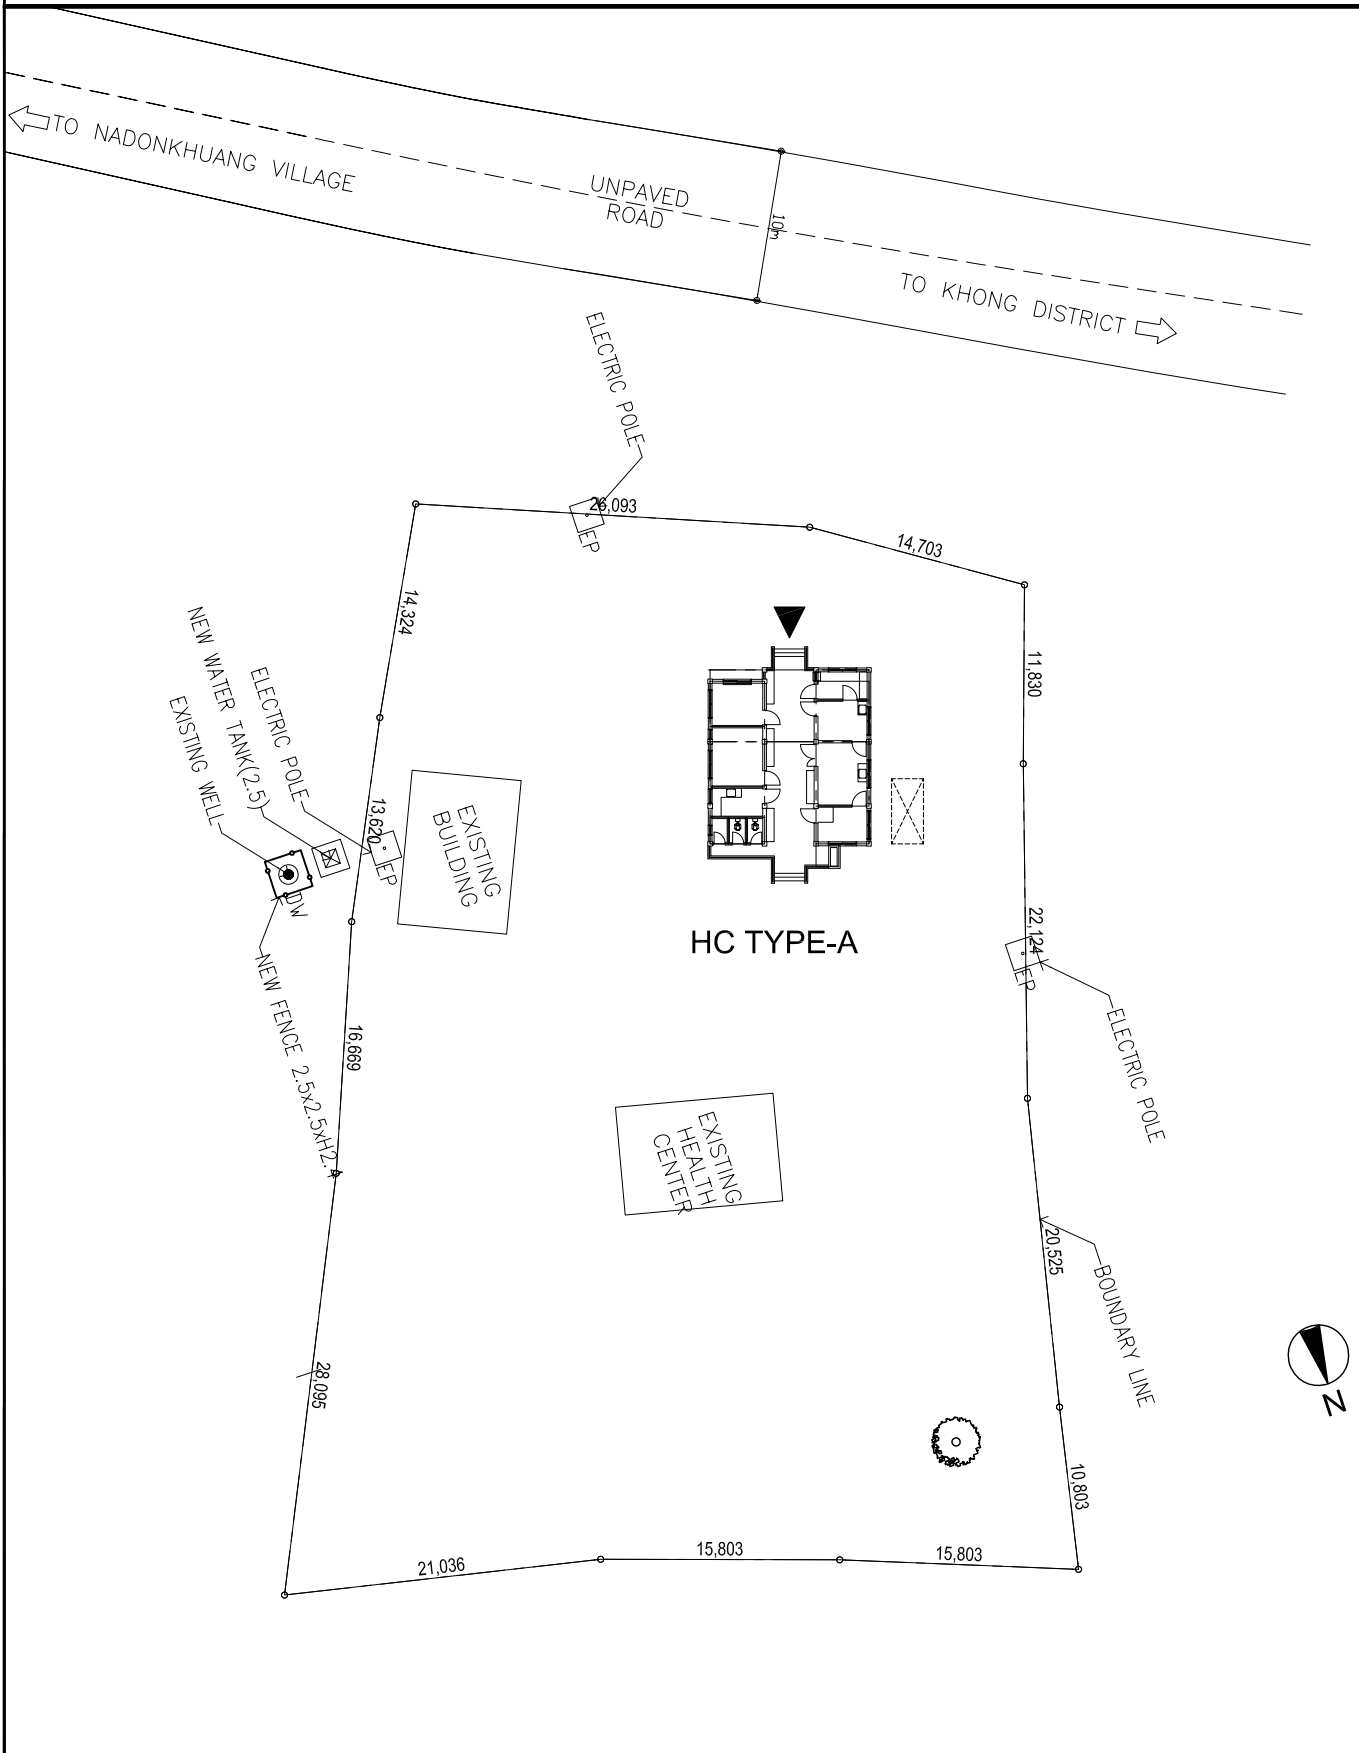 TO NADONKHUANG VILLAGE
UNPAVED
ROAD
10m
TO KHONG DISTRICT
ELECTRIC POLE
26,093
EP
14,703
14,324
11,830
NEW WATER TANK(2.5)
ELECTRIC POLE
EXISTING WELL
13,620
EP
EXISTING
BUILDING
DW
HC TYPE-A
22,124
EP
NEW FENCE 2.5x2.5xH2.4
16,669
ELECTRIC POLE
EXISTING
HEALTH
CENTER
20,525
BOUNDARY LINE
28,095
N
10,803
21,036
15,803
15,803